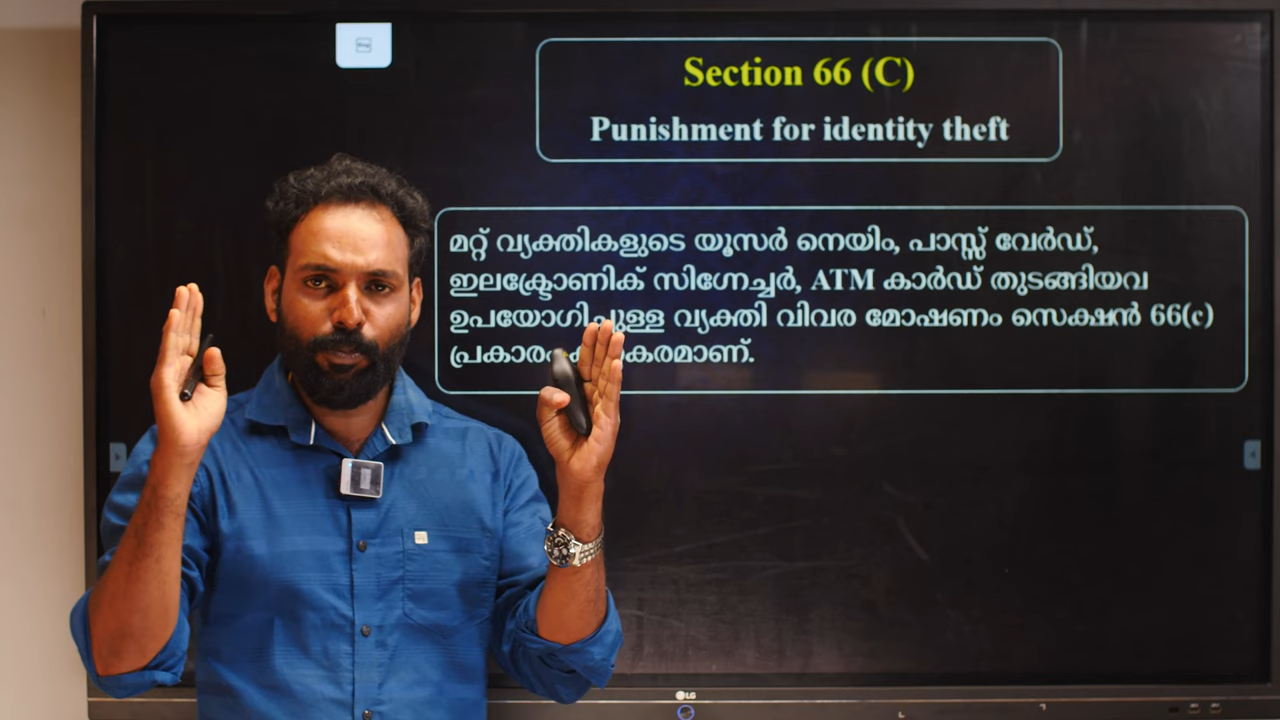 Section 66 (C)
Punishment for identity theft
മറ്റ് വ്യക്തികളുടെ യൂസർ നെയിം, പാസ്സ് വേർഡ്,
ഇലക്ട്രോണിക് സിഗ്നേച്ചർ, ATM കാർഡ് തുടങ്ങിയവ
ഉപയോഗിച്ചുള്ള വ്യക്തി വിവര മോഷണം സെക്ഷൻ 66(c)
LG